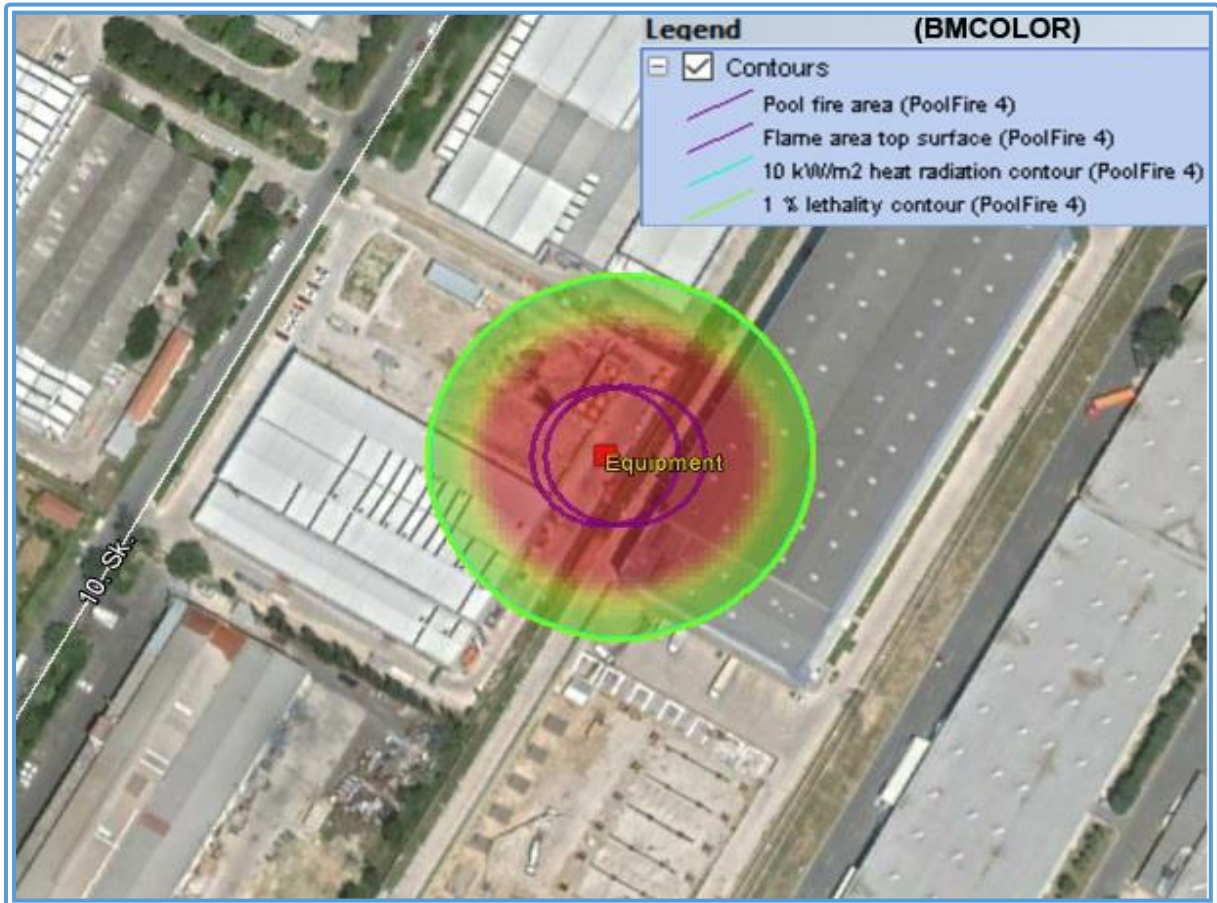 Legend (BMCOLOR)
Contours
Pool fire area (PoolFire 4)
Flame area top surface (PoolFire 4)
10 kW/m2 heat radiation contour (PoolFire 4)
1 % lethality contour (PoolFire 4)
Equipment
10. Sk.